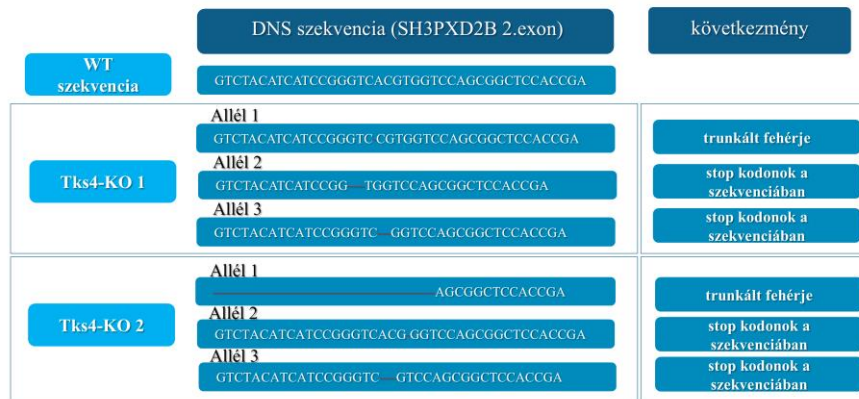 DNS szekvencia (SH3PXD2B 2.exon)
következmény
WT
szekvencia
GTCTACATCATCCGGGTCACGTGGTCCAGCGGCTCCACCGA
Allél 1
GTCTACATCATCCGGGTC CGTGGTCCAGCGGCTCCACCGA
trunkált fehérje
Tks4-KO 1
Allél 2
GTCTACATCATCCGG----TGGTCCAGCGGCTCCACCGA
stop kodonok a
szekvenciában
Allél 3
GTCTACATCATCCGGGTC---GGTCCAGCGGCTCCACCGA
stop kodonok a
szekvenciában
Allél 1
-----------------------------------------AGCGGCTCCACCGA
trunkált fehérje
Tks4-KO 2
Allél 2
GTCTACATCATCCGGGTCACG GGTCCAGCGGCTCCACCGA
stop kodonok a
szekvenciában
Allél 3
GTCTACATCATCCGGGTC----GTCCAGCGGCTCCACCGA
stop kodonok a
szekvenciában